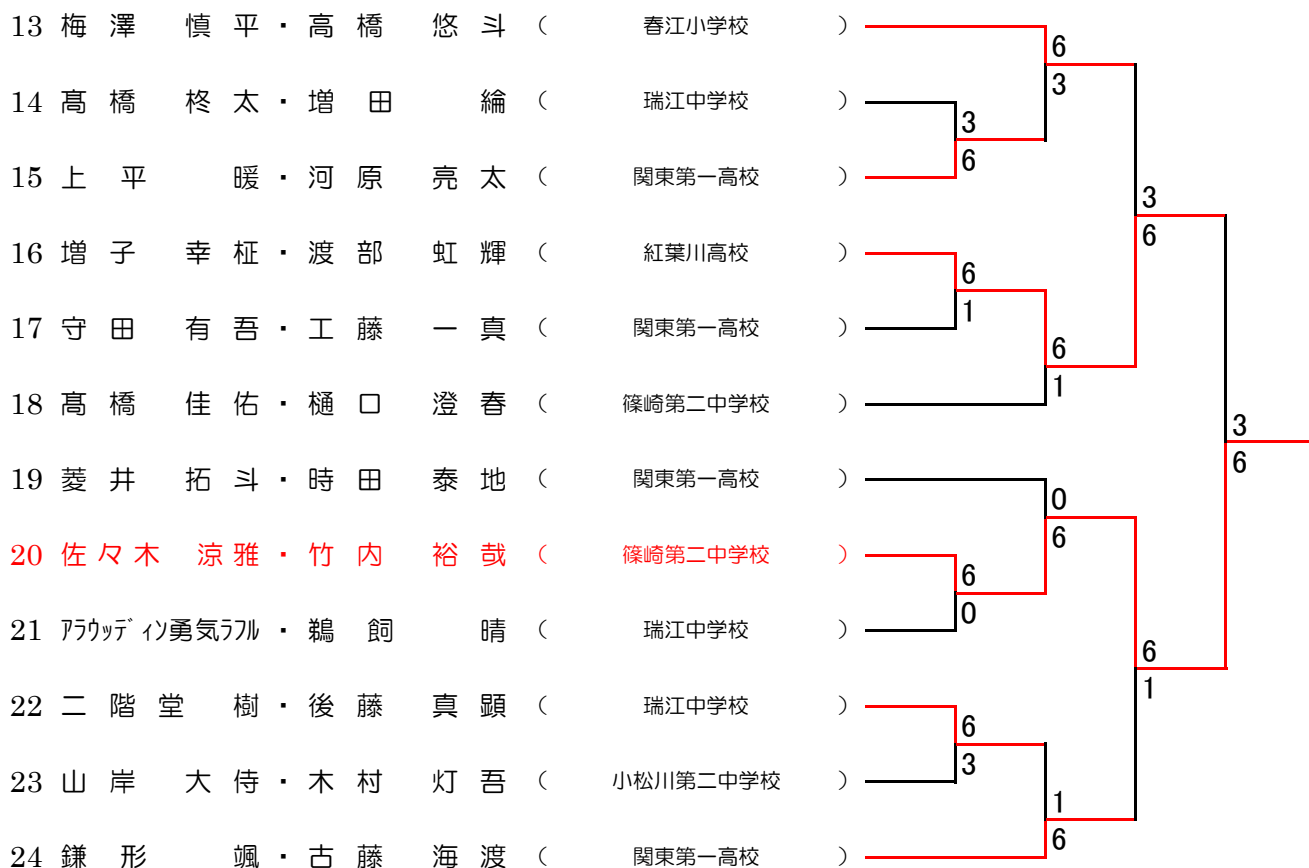 13 梅澤 慎平・高橋 悠斗 ( 春江小学校 )
6
3
14 髙橋 柊太・増田 綸 ( 瑞江中学校 )
3
6
15 上平 暖・河原 亮太 ( 関東第一高校 )
3
6
16 増子 幸柾・渡部 虹輝 ( 紅葉川高校 )
6
1
17 守田 有吾・工藤 一真 ( 関東第一高校 )
6
1
18 髙橋 佳佑・樋口 澄春 ( 篠崎第二中学校 )
3
6
19 菱井 拓斗・時田 泰地 ( 関東第一高校 )
0
6
20 佐々木 涼雅・竹内 裕哉 ( 篠崎第二中学校 )
6
0
21 ｱﾗｳｯﾃﾞｨﾝ勇気ﾗﾌﾙ・鵜飼 晴 ( 瑞江中学校 )
6
1
22 二階堂 樹・後藤 真顕 ( 瑞江中学校 )
6
3
23 山岸 大侍・木村 灯吾 ( 小松川第二中学校 )
1
6
24 鎌形 颯・古藤 海渡 ( 関東第一高校 )